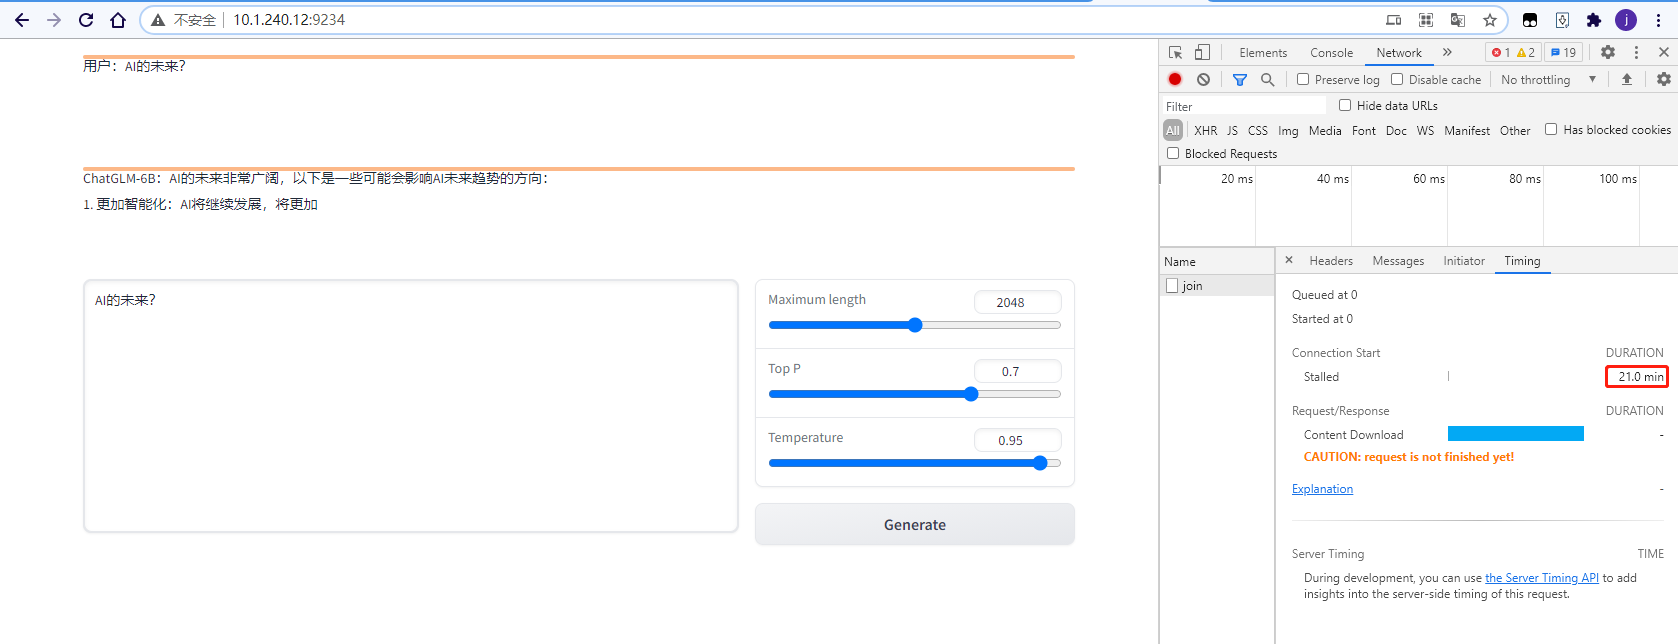 不安全 | 10.1.240.12:9234
j
用户：AI的未来？
ChatGLM-6B：AI的未来非常广阔，以下是一些可能会影响AI未来趋势的方向：
1. 更加智能化：AI将继续发展，将更加
AI的未来？
Maximum length 2048
Top P 0.7
Temperature 0.95
Generate
Elements Console Network » 1 2 19
Preserve log Disable cache No throttling
Filter Hide data URLs
All XHR JS CSS Img Media Font Doc WS Manifest Other Has blocked cookies
Blocked Requests
20 ms 40 ms 60 ms 80 ms 100 ms
Name × Headers Messages Initiator Timing
join
Queued at 0
Started at 0
Connection Start DURATION
Stalled 21.0 min
Request/Response DURATION
Content Download -
CAUTION: request is not finished yet!
Explanation -
Server Timing TIME
During development, you can use the Server Timing API to add
insights into the server-side timing of this request.